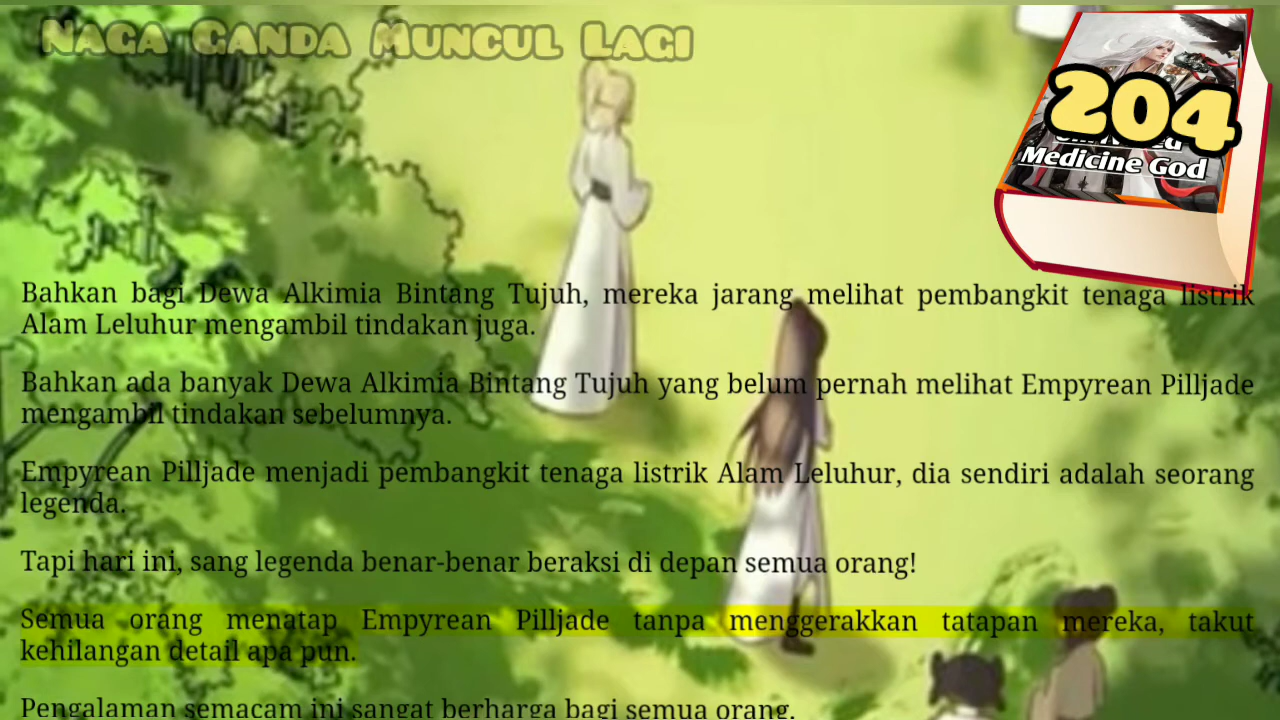 Naga Ganda Muncul Lagi
204
Medicine God
Bahkan bagi Dewa Alkimia Bintang Tujuh, mereka jarang melihat pembangkit tenaga listrik
Alam Leluhur mengambil tindakan juga.
Bahkan ada banyak Dewa Alkimia Bintang Tujuh yang belum pernah melihat Empyrean Pilljade
mengambil tindakan sebelumnya.
Empyrean Pilljade menjadi pembangkit tenaga listrik Alam Leluhur, dia sendiri adalah seorang
legenda.
Tapi hari ini, sang legenda benar-benar beraksi di depan semua orang!
Semua orang menatap Empyrean Pilljade tanpa menggerakkan tatapan mereka, takut
kehilangan detail apa pun.
Pengalaman semacam ini sangat berharga bagi semua orang.